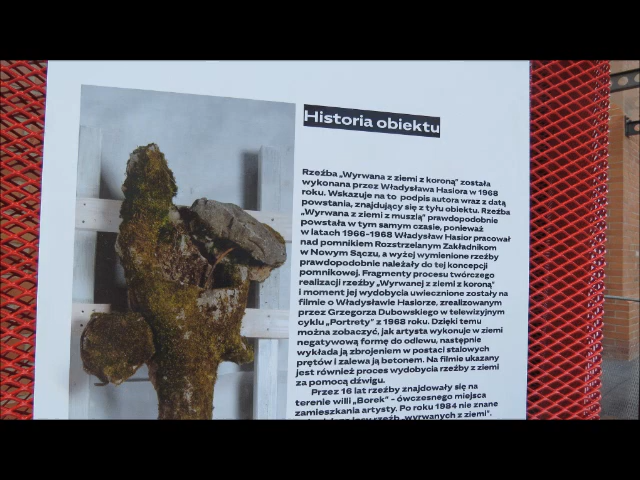 Historia obiektu
Rzeźba „Wyrwana z ziemi z koroną” została
wykonana przez Władysława Hasiora w 1968
roku. Wskazuje na to podpis autora wraz z datą
powstania, znajdujący się z tyłu obiektu. Rzeźba
„Wyrwana z ziemi z muszlą” prawdopodobnie
powstała w tym samym czasie, ponieważ
w latach 1966-1968 Władysław Hasior pracował
nad pomnikiem Rozstrzelanym Zakładnikom
w Nowym Sączu, a wyżej wymienione rzeźby
prawdopodobnie należały do tej koncepcji
pomnikowej. Fragmenty procesu twórczego
realizacji rzeźby „Wyrwanej z ziemi z koroną”
i moment jej wydobycia uwiecznione zostały na
filmie o Władysławie Hasiorze, zrealizowanym
przez Grzegorza Dubowskiego w telewizyjnym
cyklu „Portrety” z 1968 roku. Dzięki temu
można zobaczyć, jak artysta wykonuje w ziemi
negatywową formę do odlewu, następnie
wykłada ją zbrojeniem w postaci stalowych
prętów i zalewa ją betonem. Na filmie ukazany
jest również proces wydobycia rzeźby z ziemi
za pomocą dźwigu.
Przez 16 lat rzeźby znajdowały się na
terenie willi „Borek” - ówczesnego miejsca
zamieszkania artysty. Po roku 1984 nie znane
rzeźb „wyrwanych z ziemi”.